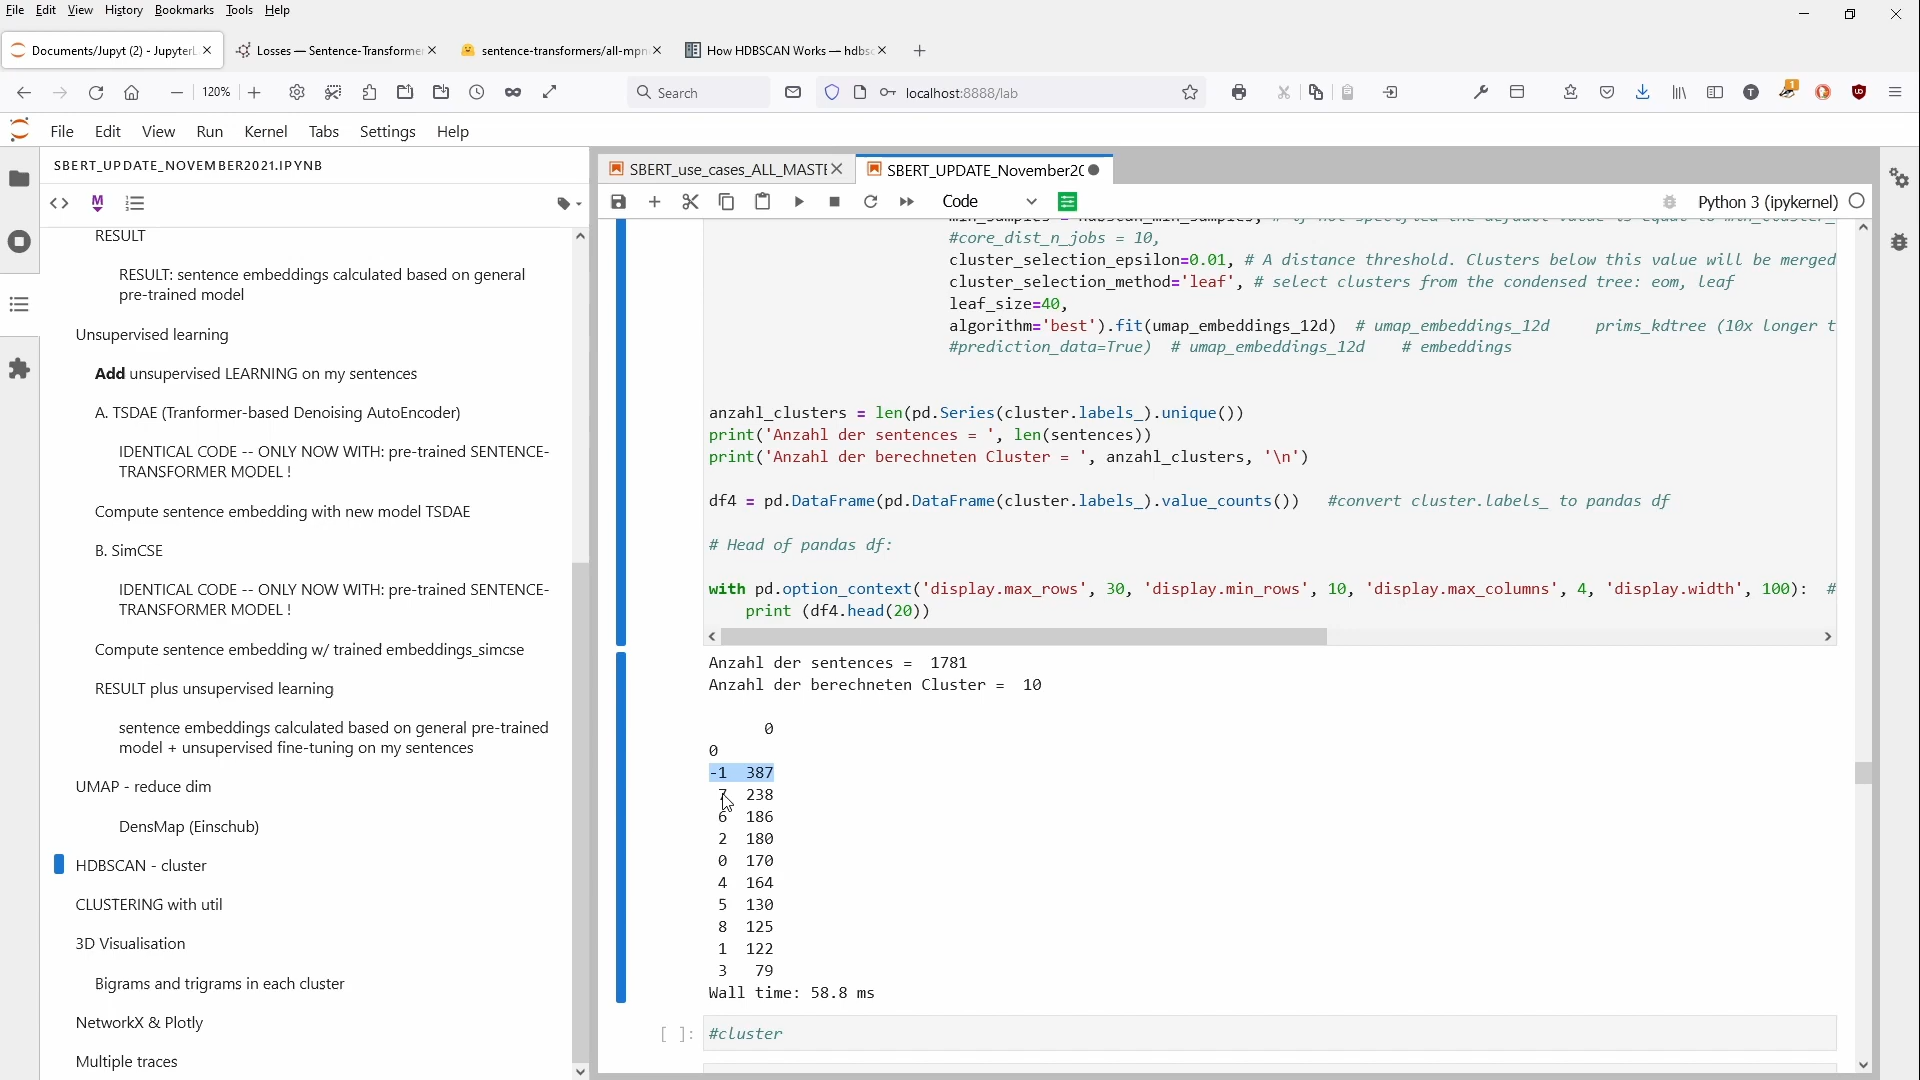 File Edit View History Bookmarks Tools Help
Documents/Jupyt (2) - JupyterL
Losses — Sentence-Transforme
sentence-transformers/all-mpn
How HDBSCAN Works — hdbsc
120%
Search
localhost:8888/lab
File Edit View Run Kernel Tabs Settings Help
SBERT_UPDATE_NOVEMBER2021.IPYNB
RESULT
RESULT: sentence embeddings calculated based on general
pre-trained model
Unsupervised learning
Add unsupervised LEARNING on my sentences
A. TSDAE (Tranformer-based Denoising AutoEncoder)
IDENTICAL CODE -- ONLY NOW WITH: pre-trained SENTENCE-
TRANSFORMER MODEL !
Compute sentence embedding with new model TSDAE
B. SimCSE
IDENTICAL CODE -- ONLY NOW WITH: pre-trained SENTENCE-
TRANSFORMER MODEL !
Compute sentence embedding w/ trained embeddings_simcse
RESULT plus unsupervised learning
sentence embeddings calculated based on general pre-trained
model + unsupervised fine-tuning on my sentences
UMAP - reduce dim
DensMap (Einschub)
HDBSCAN - cluster
CLUSTERING with util
3D Visualisation
Bigrams and trigrams in each cluster
NetworkX & Plotly
Multiple traces
SBERT_use_cases_ALL_MASTE
SBERT_UPDATE_November20
Code
Python 3 (ipykernel)
#core_dist_n_jobs = 10,
cluster_selection_epsilon=0.01, # A distance threshold. Clusters below this value will be merged
cluster_selection_method='leaf', # select clusters from the condensed tree: eom, leaf
leaf_size=40,
algorithm='best').fit(umap_embeddings_12d) # umap_embeddings_12d prims_kdtree (10x longer t
#prediction_data=True) # umap_embeddings_12d # embeddings
anzahl_clusters = len(pd.Series(cluster.labels_).unique())
print('Anzahl der sentences = ', len(sentences))
print('Anzahl der berechneten Cluster = ', anzahl_clusters, '\n')
df4 = pd.DataFrame(pd.DataFrame(cluster.labels_).value_counts()) #convert cluster.labels_ to pandas df
# Head of pandas df:
with pd.option_context('display.max_rows', 30, 'display.min_rows', 10, 'display.max_columns', 4, 'display.width', 100): #
print (df4.head(20))
Anzahl der sentences = 1781
Anzahl der berechneten Cluster = 10
0
0
-1 387
7 238
6 186
2 180
0 170
4 164
5 130
8 125
1 122
3 79
Wall time: 58.8 ms
[ ]: #cluster